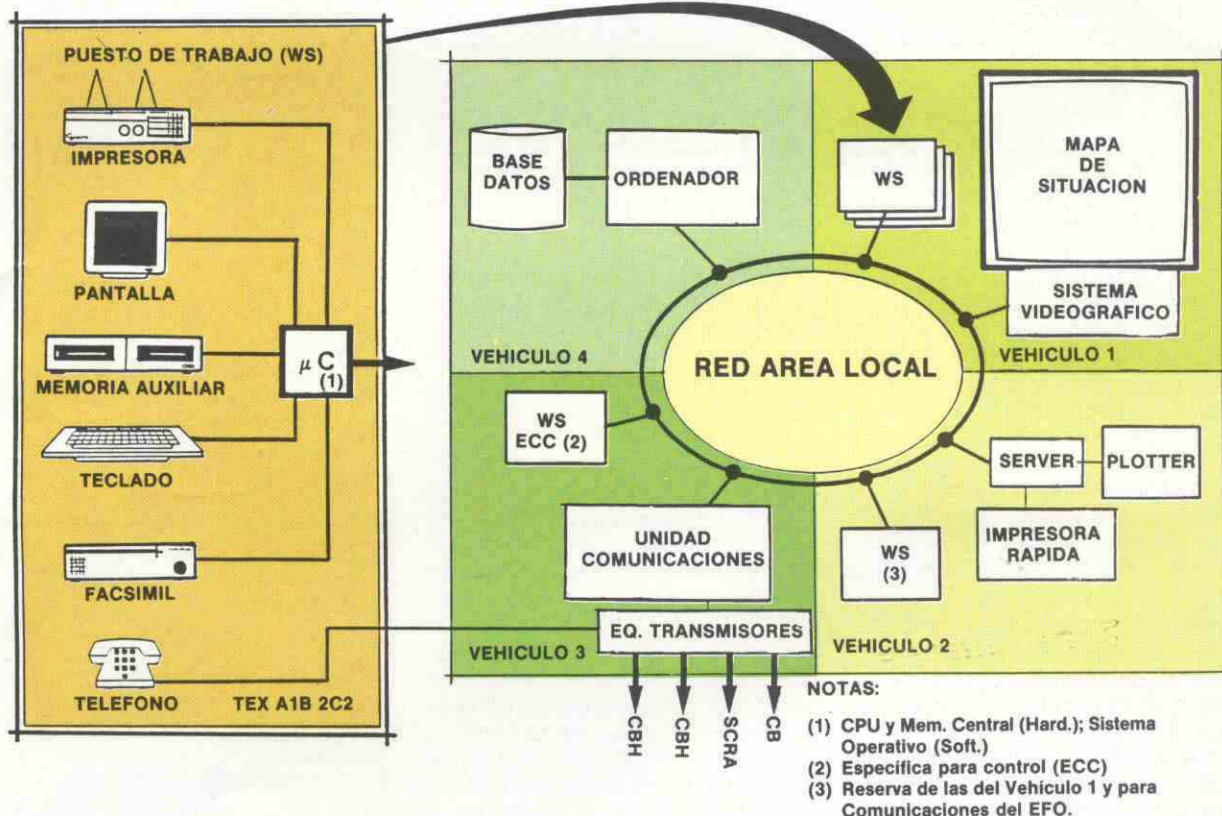 PUESTO DE TRABAJO (WS)
IMPRESORA
PANTALLA
MEMORIA AUXILIAR
TECLADO
FACSIMIL
TELEFONO
TEX A1B 2C2
μC
(1)
BASE
DATOS
ORDENADOR
VEHICULO 4
WS
MAPA
DE
SITUACION
SISTEMA
VIDEOGRAFICO
VEHICULO 1
RED AREA LOCAL
WS
ECC (2)
UNIDAD
COMUNICACIONES
EQ. TRANSMISORES
VEHICULO 3
CBH
CBH
SCRA
CB
SERVER
PLOTTER
IMPRESORA
RAPIDA
WS
(3)
VEHICULO 2
NOTAS:
(1) CPU y Mem. Central (Hard.); Sistema
Operativo (Soft.)
(2) Específica para control (ECC)
(3) Reserva de las del Vehículo 1 y para
Comunicaciones del EFO.